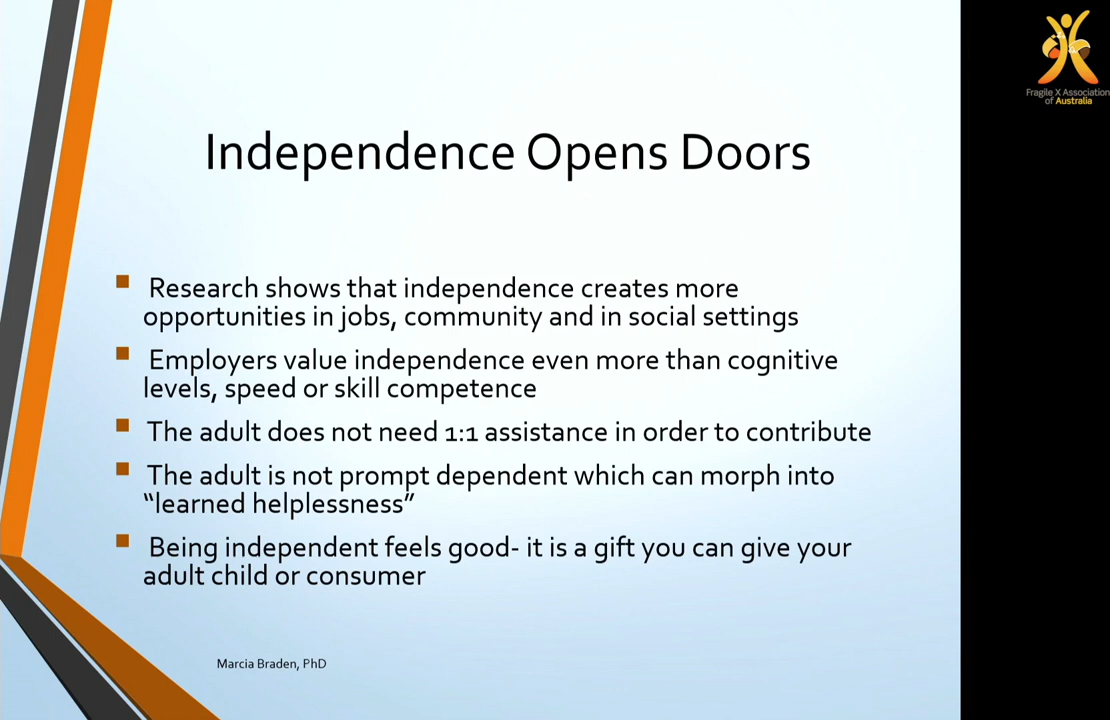 Fragile X Association
of Australia
Independence Opens Doors
Research shows that independence creates more
opportunities in jobs, community and in social settings
Employers value independence even more than cognitive
levels, speed or skill competence
The adult does not need 1:1 assistance in order to contribute
The adult is not prompt dependent which can morph into
“learned helplessness”
Being independent feels good- it is a gift you can give your
adult child or consumer
Marcia Braden, PhD